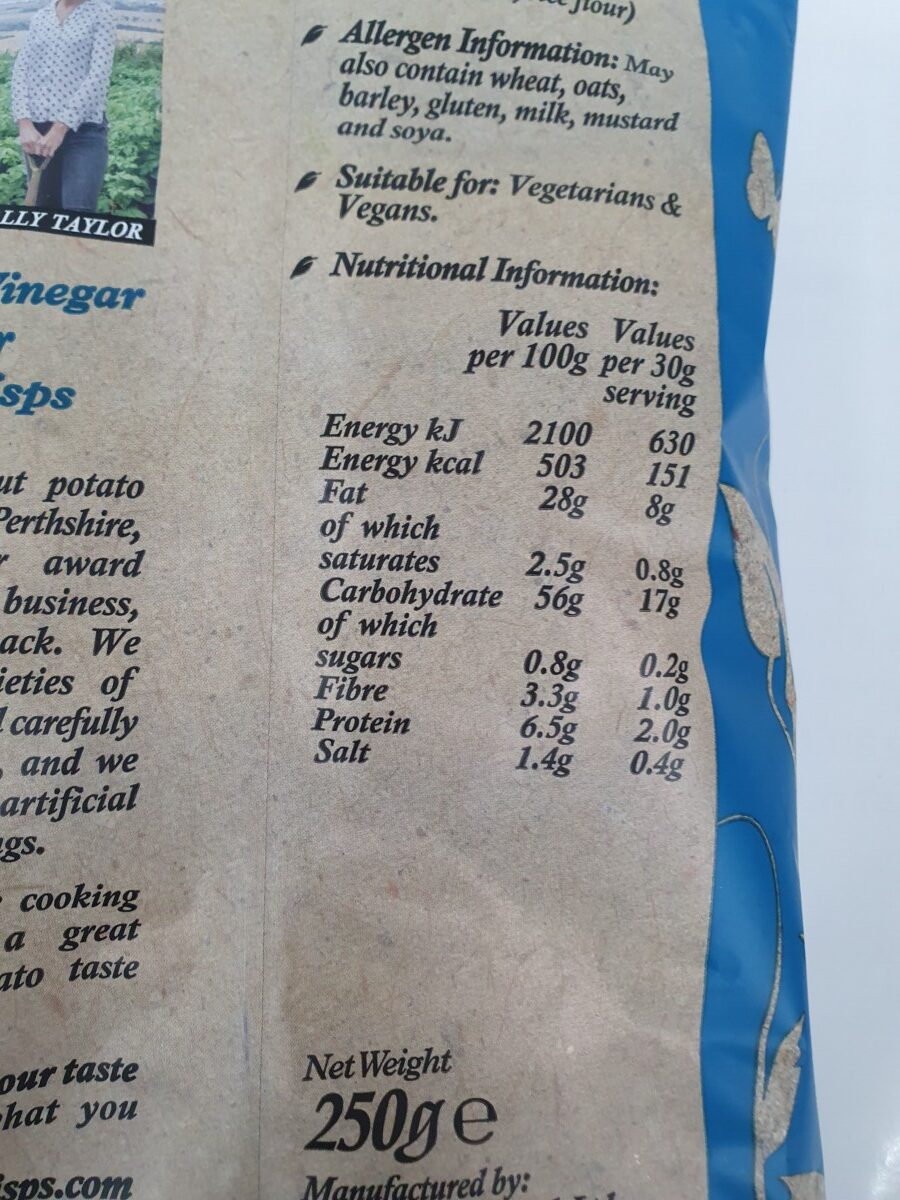 flour)
Allergen Information: May
also contain wheat, oats,
barley, gluten, milk, mustard
and soya.
Suitable for: Vegetarians &
Vegans.
Nutritional Information:
Values Values
per 100g per 30g
serving
Energy kJ 2100 630
Energy kcal 503 151
Fat 28g 8g
of which
saturates 2.5g 0.8g
Carbohydrate 56g 17g
of which
sugars 0.8g 0.2g
Fibre 3.3g 1.0g
Protein 6.5g 2.0g
Salt 1.4g 0.4g
Net Weight
250g e
Manufactured by:
LLY TAYLOR
inegar
r
isps
ut potato
Perthshire,
r award
business,
ack. We
ieties of
carefully
, and we
artificial
gs.
cooking
a great
ato taste
our taste
hat you
isps.com